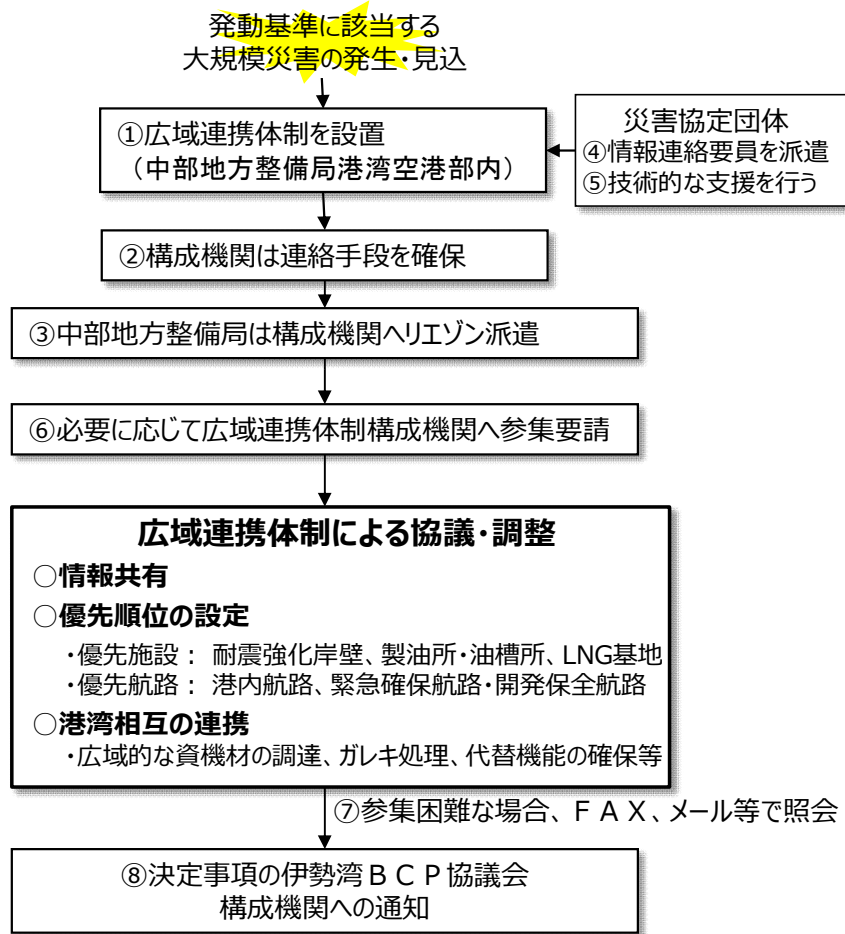 発動基準に該当する
大規模災害の発生・見込
①広域連携体制を設置
（中部地方整備局港湾空港部内）
災害協定団体
④情報連絡要員を派遣
⑤技術的な支援を行う
②構成機関は連絡手段を確保
③中部地方整備局は構成機関へリエゾン派遣
⑥必要に応じて広域連携体制構成機関へ参集要請
広域連携体制による協議・調整
○情報共有
○優先順位の設定
・優先施設： 耐震強化岸壁、製油所・油槽所、LNG基地
・優先航路： 港内航路、緊急確保航路・開発保全航路
○港湾相互の連携
・広域的な資機材の調達、ガレキ処理、代替機能の確保等
⑦参集困難な場合、ＦＡＸ、メール等で照会
⑧決定事項の伊勢湾ＢＣＰ協議会
構成機関への通知